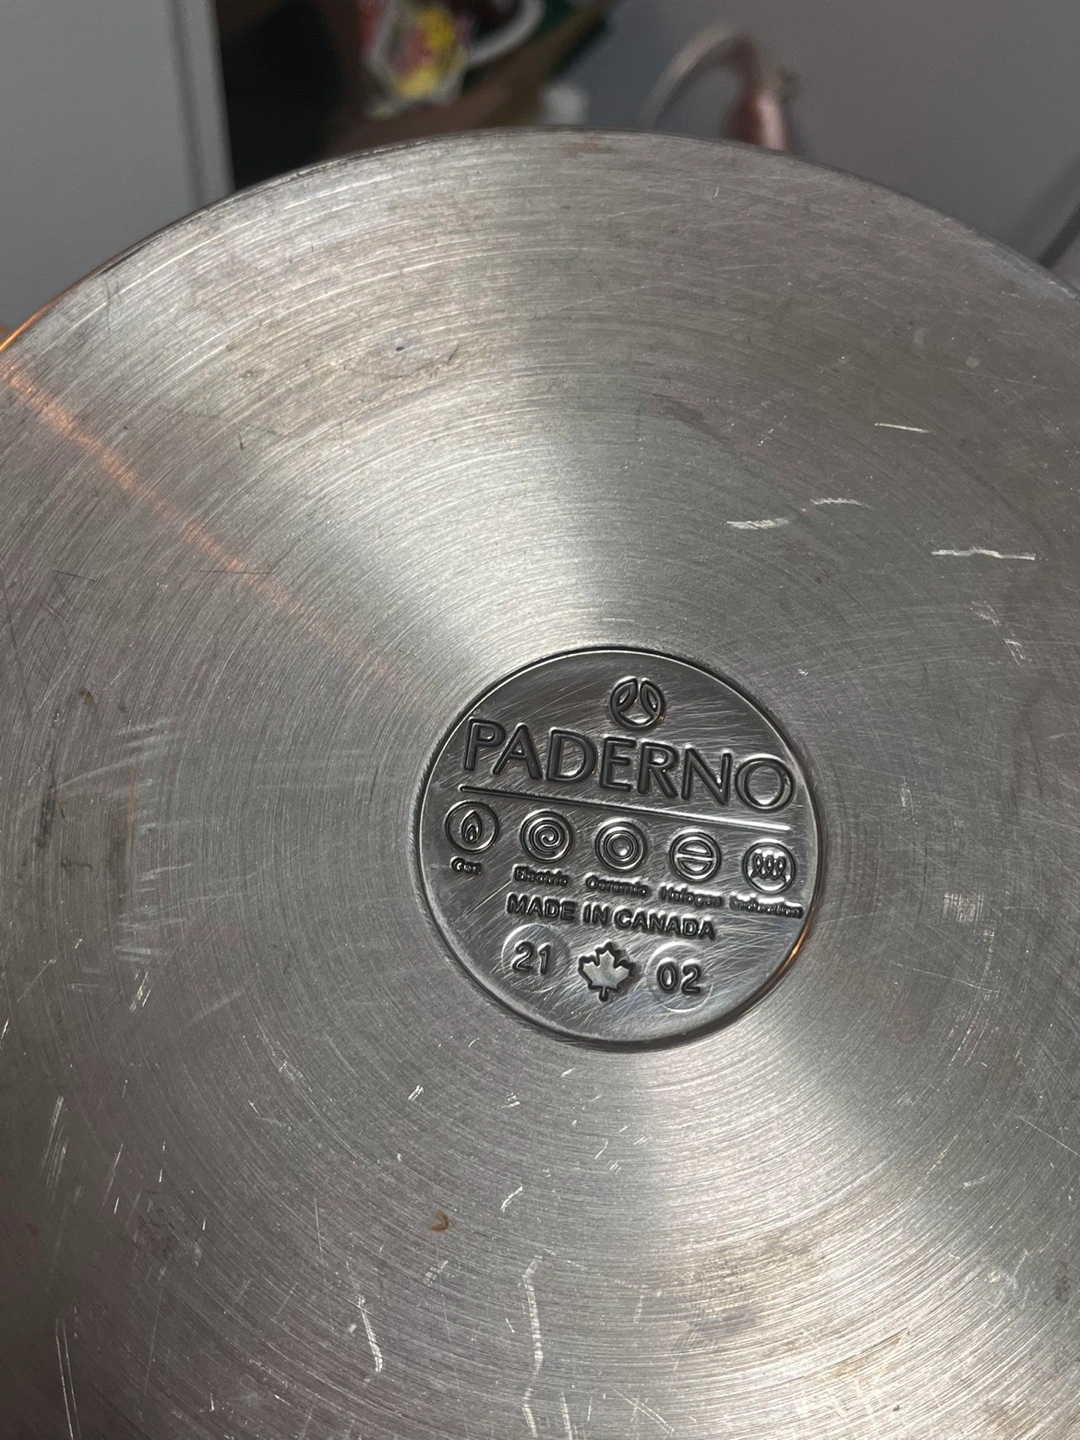 PADERNO
Gas Electric Ceramic Halogen Induction
MADE IN CANADA
21 02